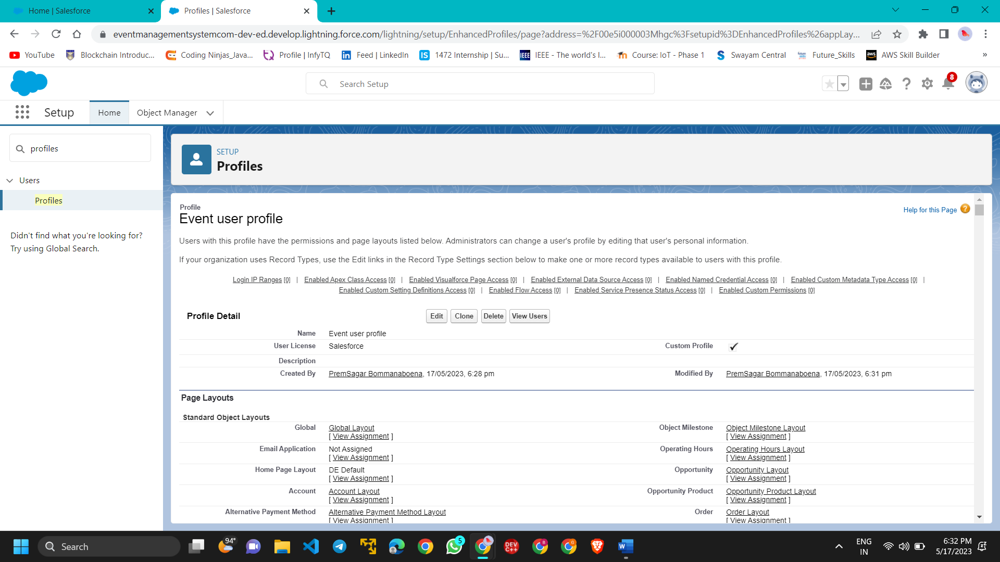 Home | Salesforce
Profiles | Salesforce
eventmanagementsystemcom-dev-ed.develop.lightning.force.com/lightning/setup/EnhancedProfiles/page?address=%2F00e5i000003Mhgc%3Fsetupid%3DEnhancedProfiles%26appLay...
YouTube
Blockchain Introduc...
Coding Ninjas_Java...
Profile | InfyTQ
Feed | LinkedIn
1472 Internship | Su...
IEEE - The world's l...
Course: IoT - Phase 1
Swayam Central
Future_Skills
AWS Skill Builder
»
Search Setup
8
Setup
Home
Object Manager
profiles
Users
Profiles
Didn't find what you're looking for?
Try using Global Search.
SETUP
Profiles
Profile
Event user profile
Help for this Page ?
Users with this profile have the permissions and page layouts listed below. Administrators can change a user's profile by editing that user's personal information.
If your organization uses Record Types, use the Edit links in the Record Type Settings section below to make one or more record types available to users with this profile.
Login IP Ranges [0] | Enabled Apex Class Access [0] | Enabled Visualforce Page Access [0] | Enabled External Data Source Access [0] | Enabled Named Credential Access [0] | Enabled Custom Metadata Type Access [0] |
Enabled Custom Setting Definitions Access [0] | Enabled Flow Access [0] | Enabled Service Presence Status Access [0] | Enabled Custom Permissions [0]
Profile Detail
Edit
Clone
Delete
View Users
Name Event user profile
User License Salesforce Custom Profile
Description
Created By PremSagar Bommanaboena, 17/05/2023, 6:28 pm Modified By PremSagar Bommanaboena, 17/05/2023, 6:31 pm
Page Layouts
Standard Object Layouts
Global Global Layout Object Milestone Object Milestone Layout
[ View Assignment ] [ View Assignment ]
Email Application Not Assigned Operating Hours Operating Hours Layout
[ View Assignment ] [ View Assignment ]
Home Page Layout DE Default Opportunity Opportunity Layout
[ View Assignment ] [ View Assignment ]
Account Account Layout Opportunity Product Opportunity Product Layout
[ View Assignment ] [ View Assignment ]
Alternative Payment Method Alternative Payment Method Layout Order Order Layout
[ View Assignment ] [ View Assignment ]
Search
94°
5
DEV C++
B
G
ENG
IN
6:32 PM
5/17/2023